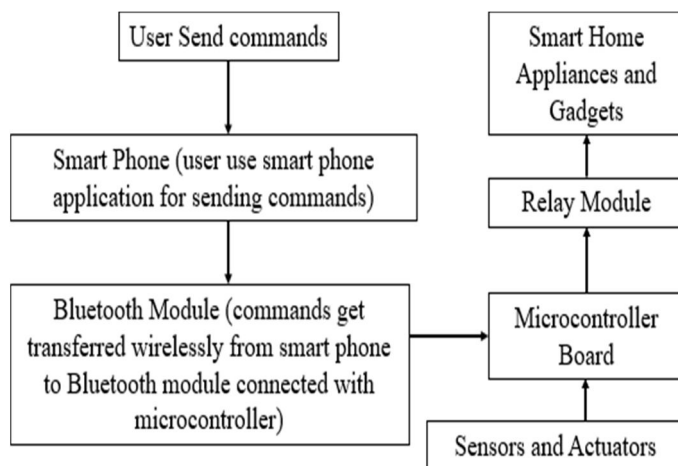 User Send commands
Smart Phone (user use smart phone
application for sending commands)
Bluetooth Module (commands get
transferred wirelessly from smart phone
to Bluetooth module connected with
microcontroller)
Smart Home
Appliances and
Gadgets
Relay Module
Microcontroller
Board
Sensors and Actuators